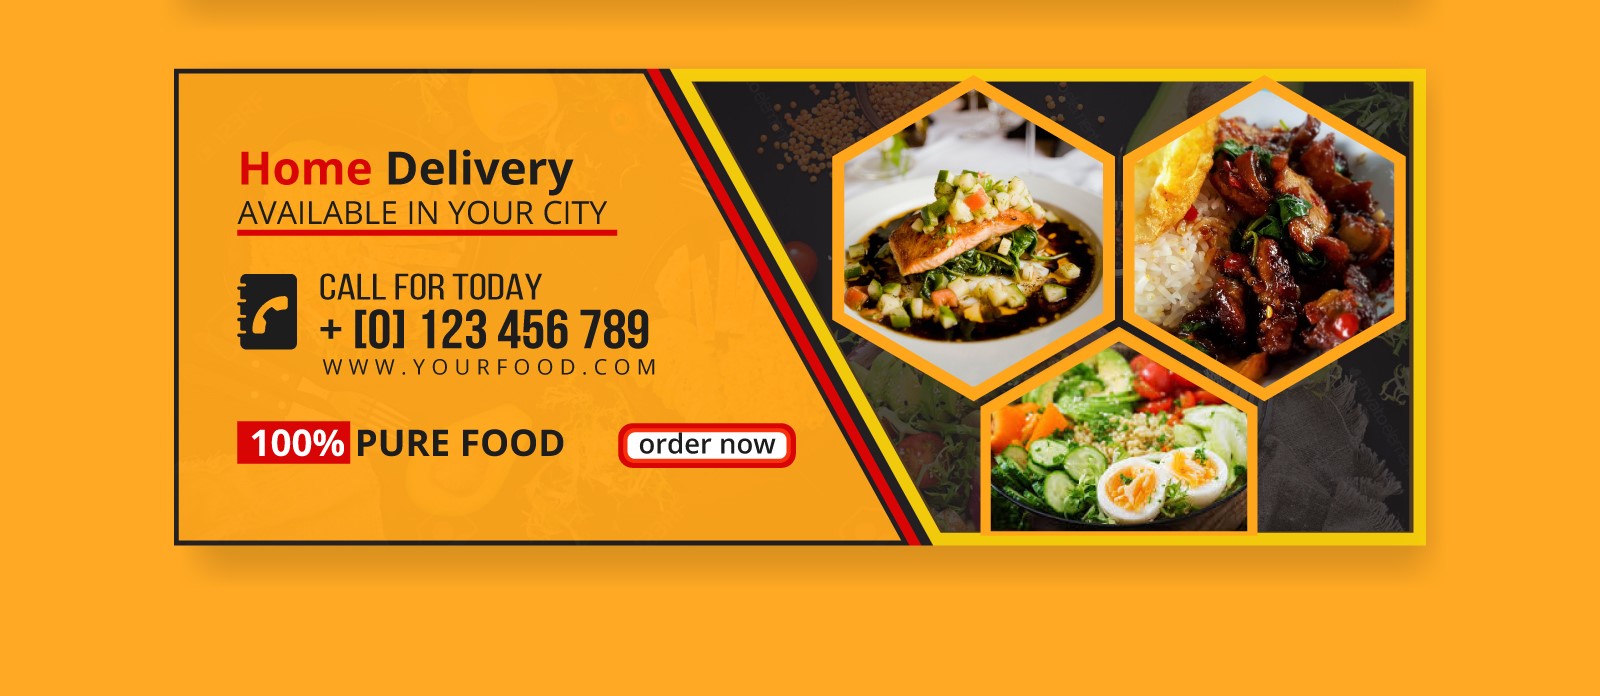 Home Delivery
AVAILABLE IN YOUR CITY
CALL FOR TODAY
+ [0] 123 456 789
WWW.YOURFOOD.COM
100% PURE FOOD
order now